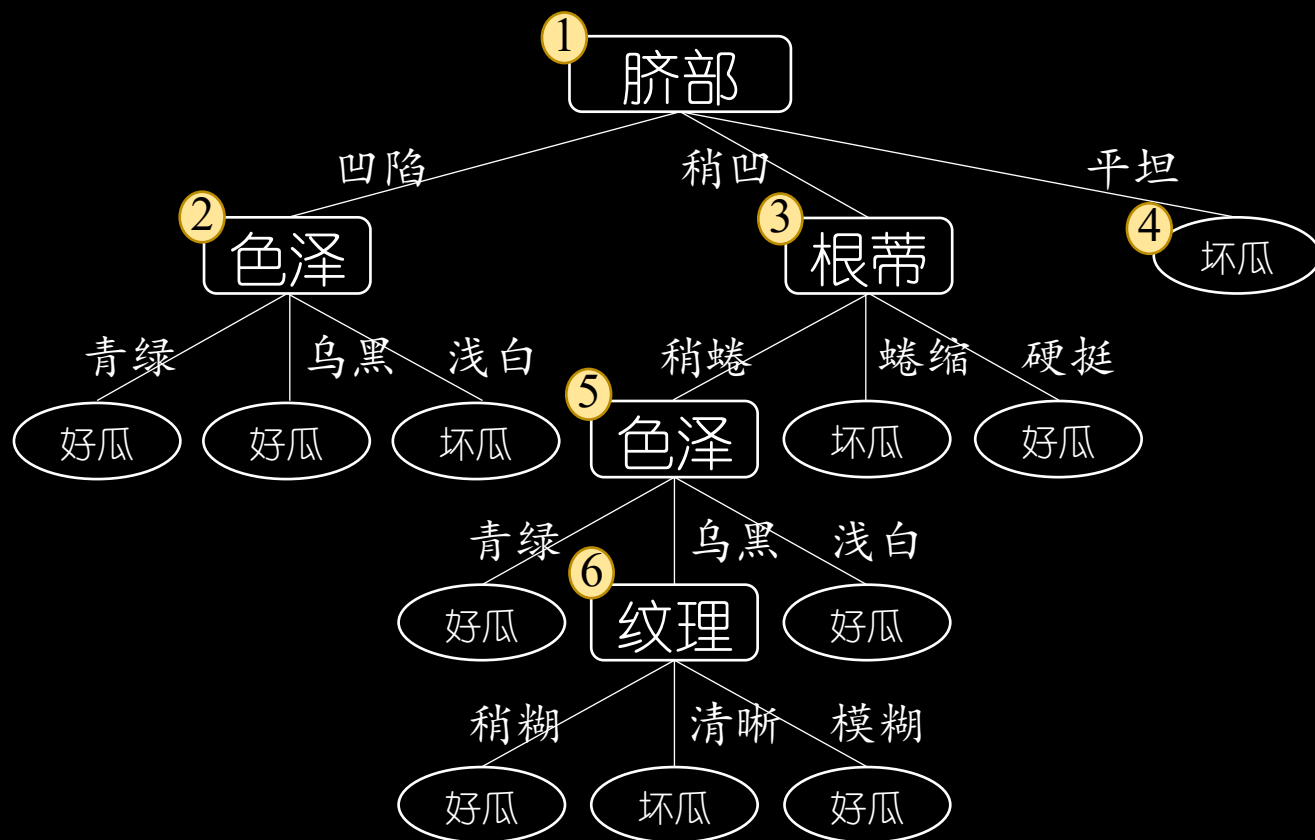 1
脐部
凹陷 稍凹 平坦
2 3 4
色泽 根蒂 坏瓜
青绿 乌黑 浅白 稍蜷 蜷缩 硬挺
5
好瓜 好瓜 坏瓜 色泽 坏瓜 好瓜
青绿 乌黑 浅白
6
好瓜 纹理 好瓜
稍糊 清晰 模糊
好瓜 坏瓜 好瓜